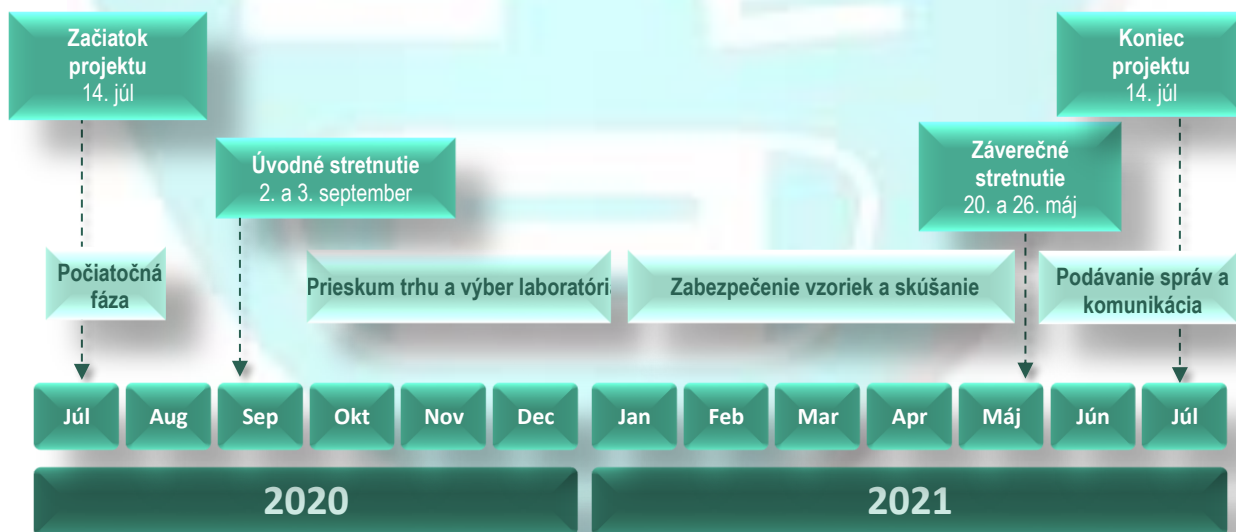 Začiatok
projektu
14. júl
Koniec
projektu
14. júl
Úvodné stretnutie
2. a 3. september
Záverečné
stretnutie
20. a 26. máj
Počiatočná
fáza
Prieskum trhu a výber laboratóri
Zabezpečenie vzoriek a skúšanie
Podávanie správ a
komunikácia
Júl Aug Sep Okt Nov Dec Jan Feb Mar Apr Máj Jún Júl
2020 2021